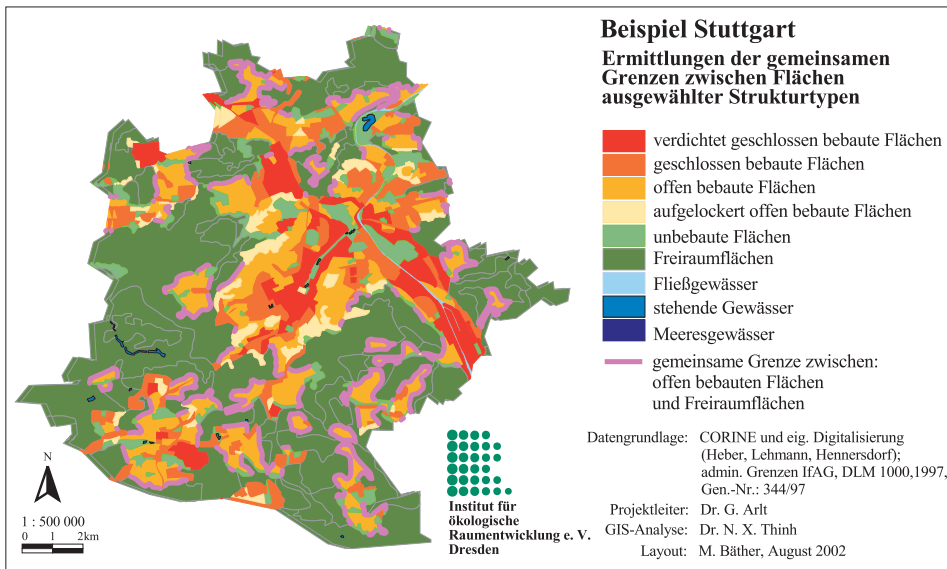 Beispiel Stuttgart
Ermittlungen der gemeinsamen
Grenzen zwischen Flächen
ausgewählter Strukturtypen
verdichtet geschlossen bebaute Flächen
geschlossen bebaute Flächen
offen bebaute Flächen
aufgelockert offen bebaute Flächen
unbebaute Flächen
Freiraumflächen
Fließgewässer
stehende Gewässer
Meeresgewässer
gemeinsame Grenze zwischen:
offen bebauten Flächen
und Freiraumflächen
Datengrundlage: CORINE und eig. Digitalisierung
(Heber, Lehmann, Hennersdorf);
admin. Grenzen IfAG, DLM 1000,1997,
Gen.-Nr.: 344/97
Projektleiter: Dr. G. Arlt
GIS-Analyse: Dr. N. X. Thinh
Layout: M. Bäther, August 2002
Institut für
ökologische
Raumentwicklung e. V.
Dresden
N
1 : 500 000
0 1 2km